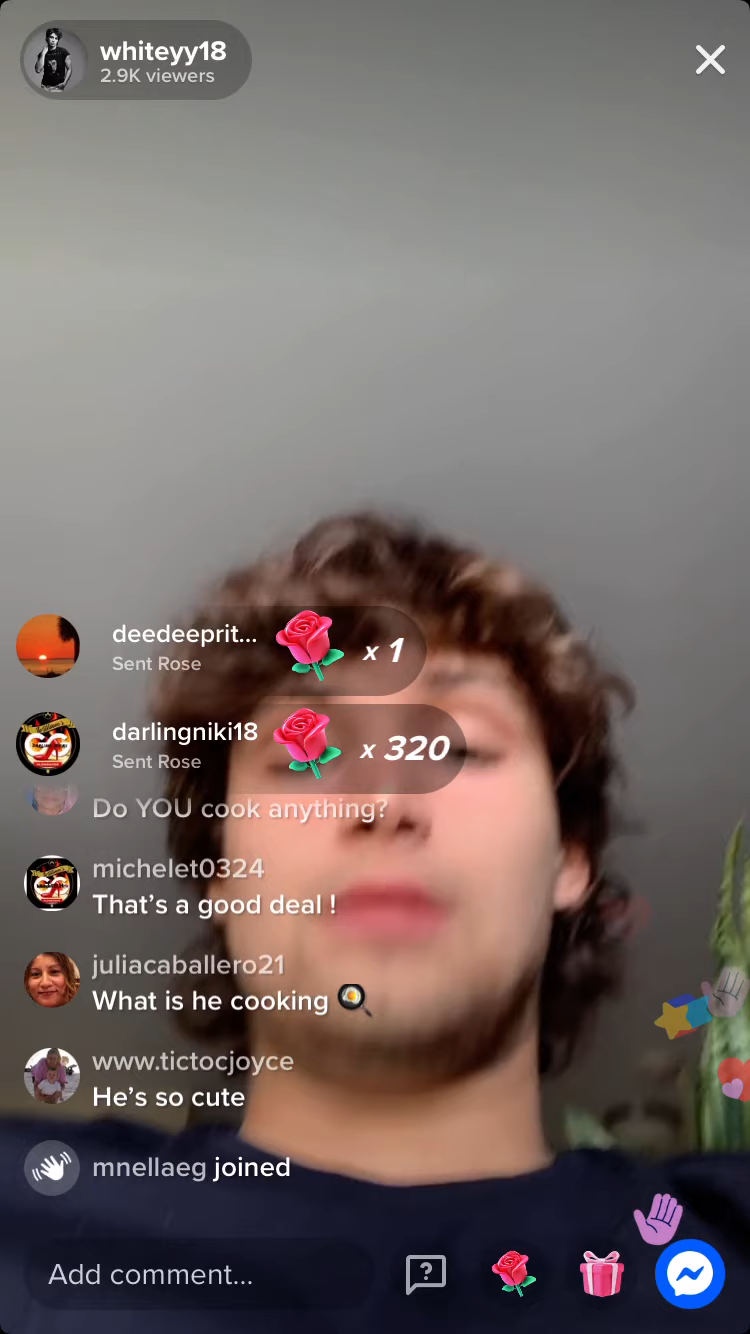 whiteyy18
2.9K viewers
deedeeprit...
Sent Rose
x 1
darlingniki18
Sent Rose
x 320
Do YOU cook anything?
michelet0324
That's a good deal !
juliacaballero21
What is he cooking 🍳
www.tictocjoyce
He's so cute
mnellaeg joined
Add comment...